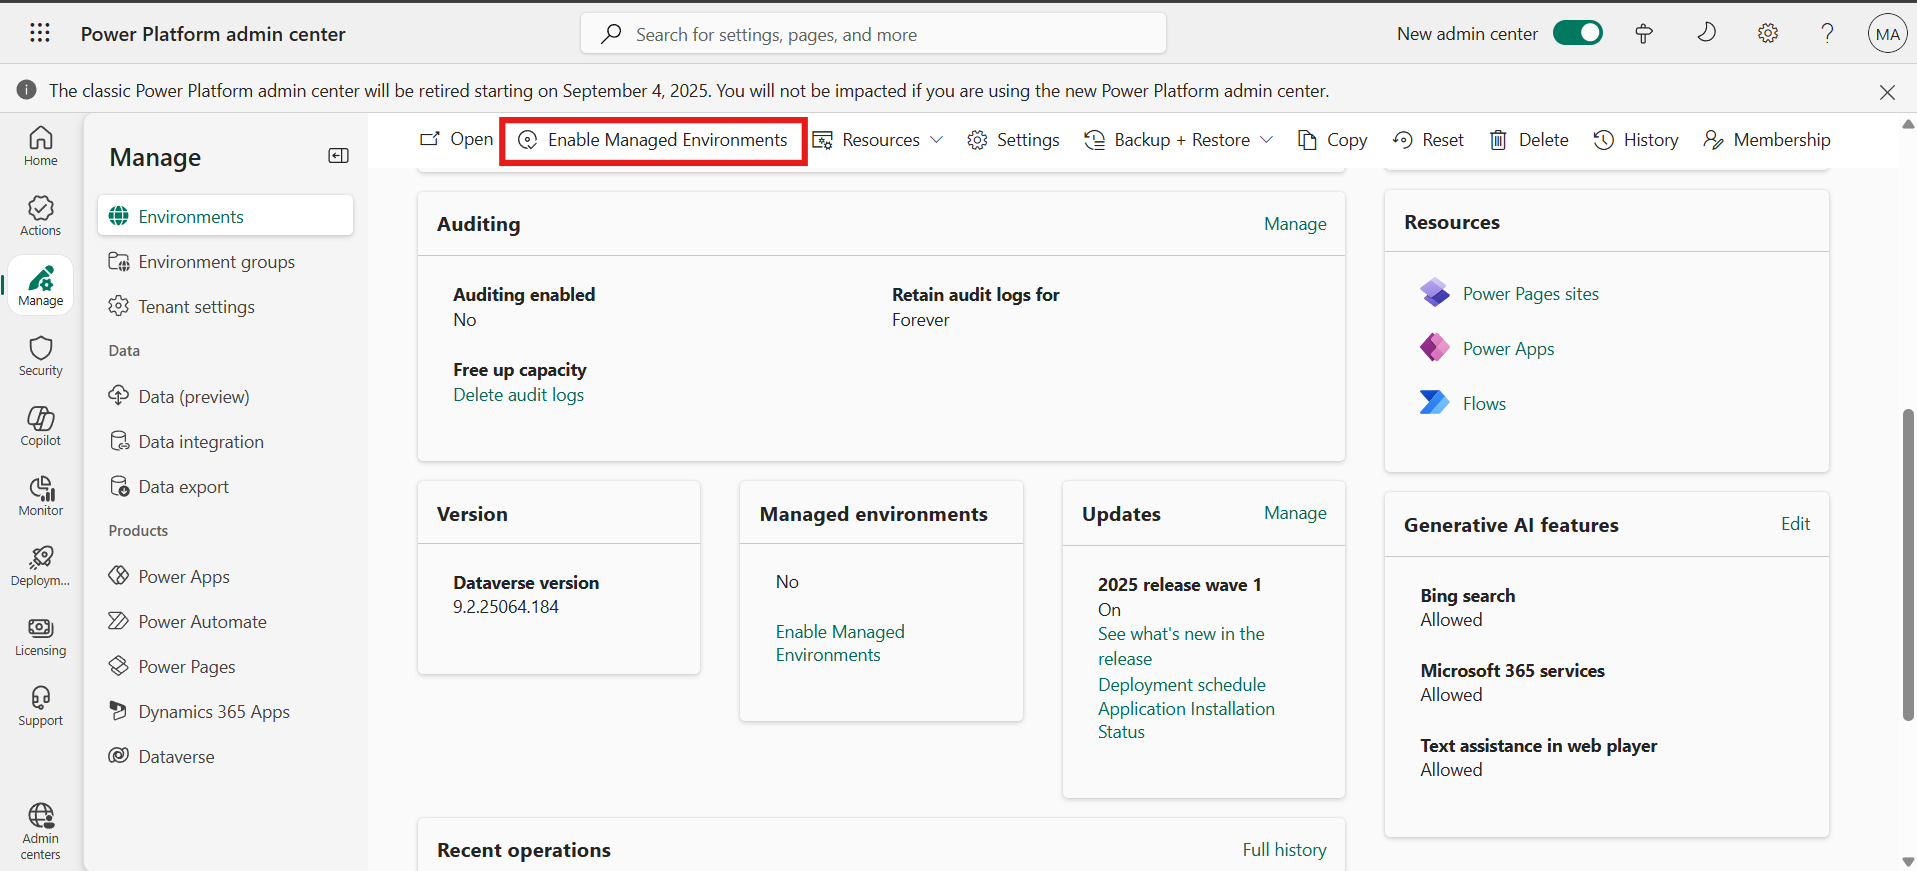 Power Platform admin center
Search for settings, pages, and more
New admin center
MA
The classic Power Platform admin center will be retired starting on September 4, 2025. You will not be impacted if you are using the new Power Platform admin center.
Home
Actions
Manage
Security
Copilot
Monitor
Deploym...
Licensing
Support
Admin
centers
Manage
Environments
Environment groups
Tenant settings
Data
Data (preview)
Data integration
Data export
Products
Power Apps
Power Automate
Power Pages
Dynamics 365 Apps
Dataverse
Open
Enable Managed Environments
Resources
Settings
Backup + Restore
Copy
Reset
Delete
History
Membership
Auditing
Manage
Auditing enabled
No
Retain audit logs for
Forever
Free up capacity
Delete audit logs
Version
Dataverse version
9.2.25064.184
Managed environments
No
Enable Managed
Environments
Updates
Manage
2025 release wave 1
On
See what's new in the
release
Deployment schedule
Application Installation
Status
Recent operations
Full history
Resources
Power Pages sites
Power Apps
Flows
Generative AI features
Edit
Bing search
Allowed
Microsoft 365 services
Allowed
Text assistance in web player
Allowed